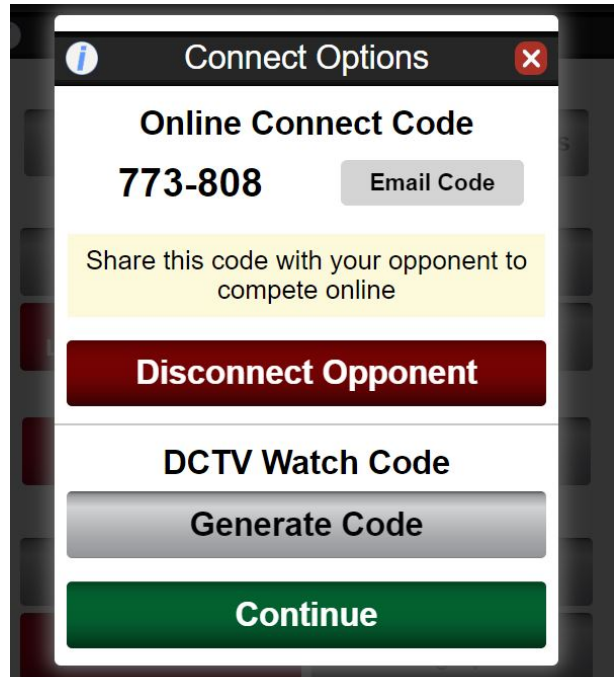 Connect Options
Online Connect Code
773-808
Email Code
Share this code with your opponent to
compete online
Disconnect Opponent
DCTV Watch Code
Generate Code
Continue